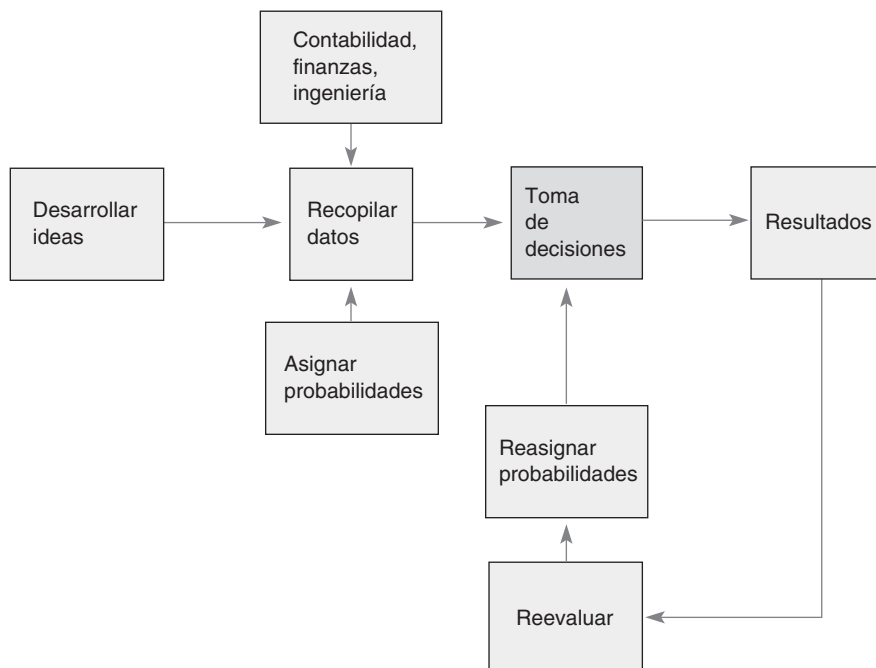 Contabilidad,
finanzas,
ingeniería
Desarrollar
ideas
Recopilar
datos
Toma
de
decisiones
Resultados
Asignar
probabilidades
Reasignar
probabilidades
Reevaluar